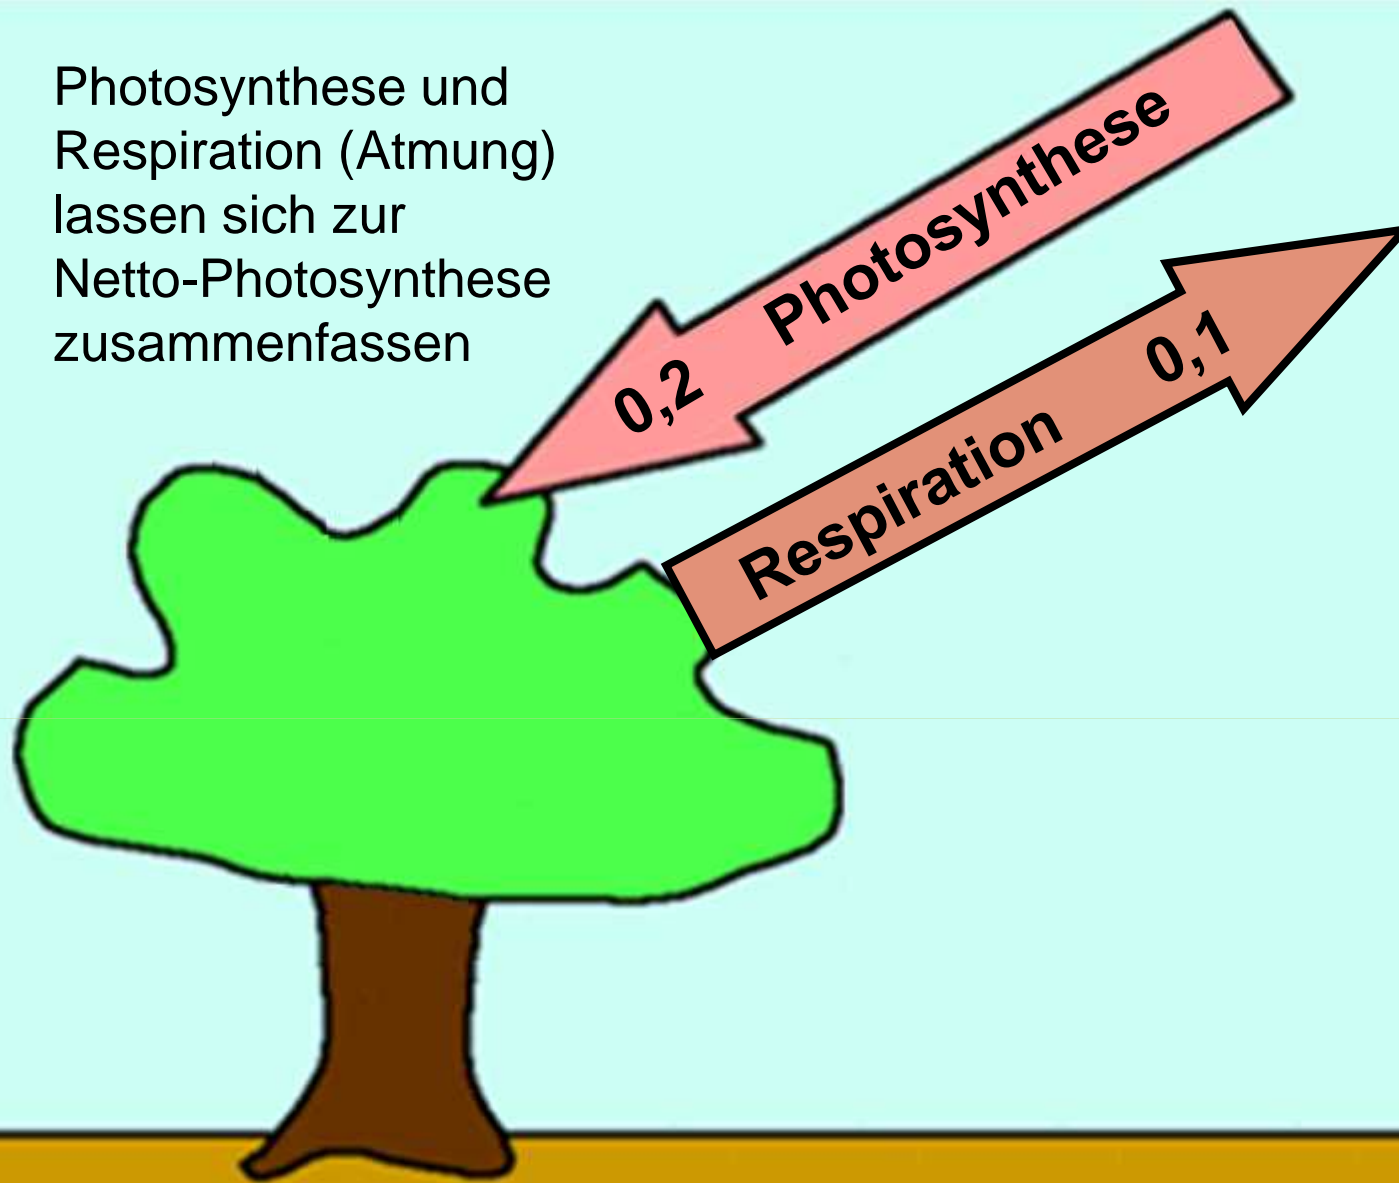 Photosynthese und
Respiration (Atmung)
lassen sich zur
Netto-Photosynthese
zusammenfassen
0,2 Photosynthese
Respiration 0,1